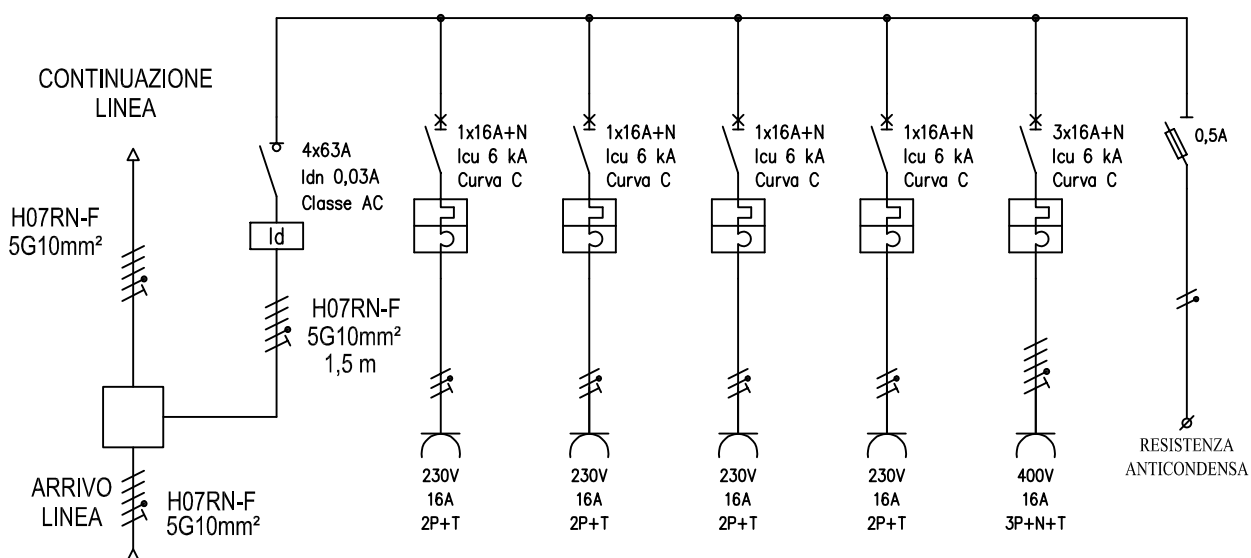 CONTINUAZIONE
LINEA
H07RN-F
5G10mm²
ARRIVO
LINEA
H07RN-F
5G10mm²
4x63A
Idn 0,03A
Classe AC
Id
H07RN-F
5G10mm²
1,5 m
1x16A+N
Icu 6 kA
Curva C
230V
16A
2P+T
1x16A+N
Icu 6 kA
Curva C
230V
16A
2P+T
1x16A+N
Icu 6 kA
Curva C
230V
16A
2P+T
1x16A+N
Icu 6 kA
Curva C
230V
16A
2P+T
3x16A+N
Icu 6 kA
Curva C
400V
16A
3P+N+T
0,5A
RESISTENZA
ANTICONDENSA